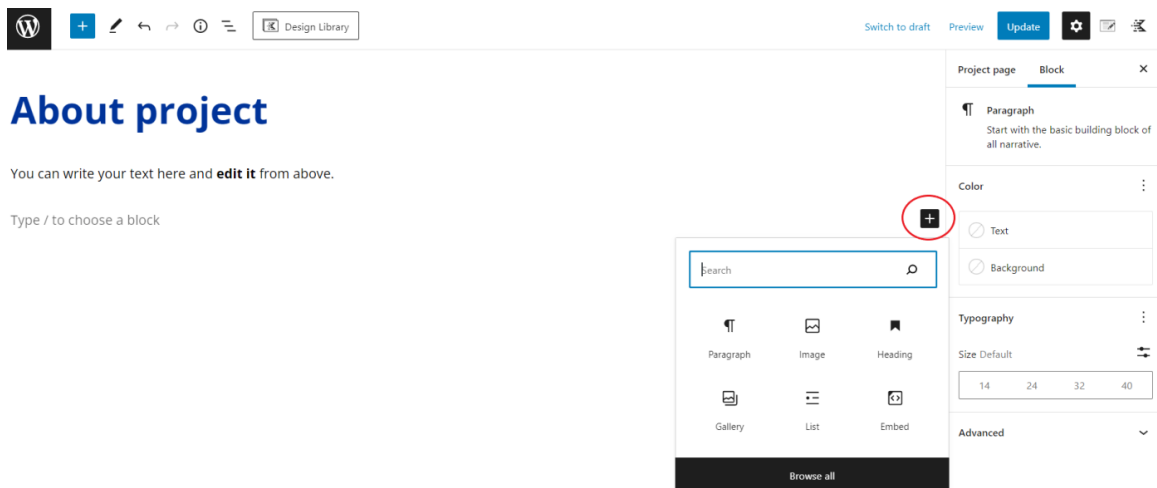 Design Library
Switch to draft
Preview
Update
Project page
Block
About project
Paragraph
Start with the basic building block of
all narrative.
You can write your text here and edit it from above.
Color
Type / to choose a block
Text
Background
Search
Paragraph
Image
Heading
Gallery
List
Embed
Browse all
Typography
Size Default
14 24 32 40
Advanced